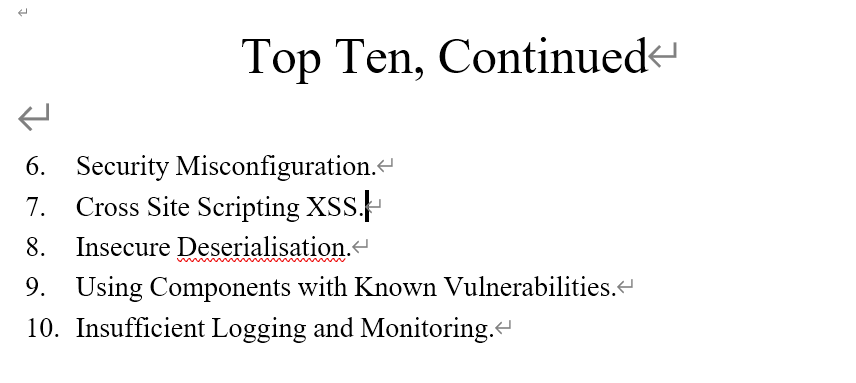 Top Ten, Continued
6. Security Misconfiguration.
7. Cross Site Scripting XSS.
8. Insecure Deserialisation.
9. Using Components with Known Vulnerabilities.
10. Insufficient Logging and Monitoring.